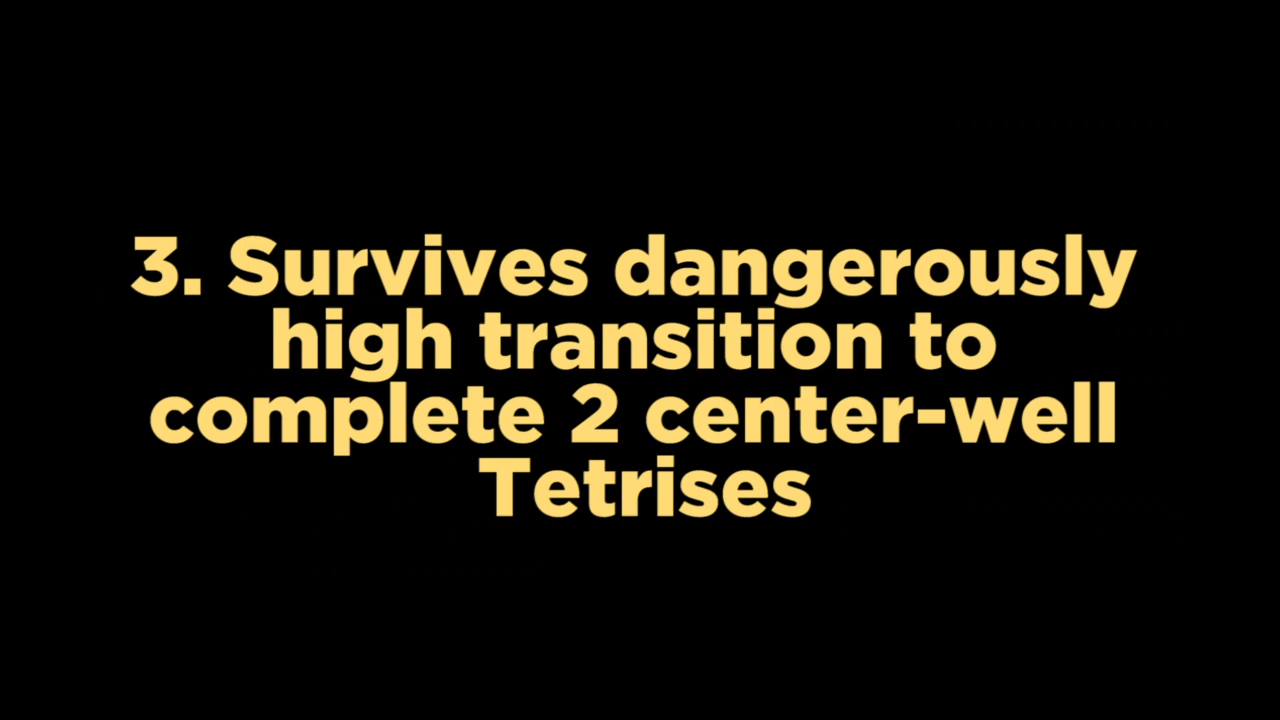 3. Survives dangerously
high transition to
complete 2 center-well
Tetrises